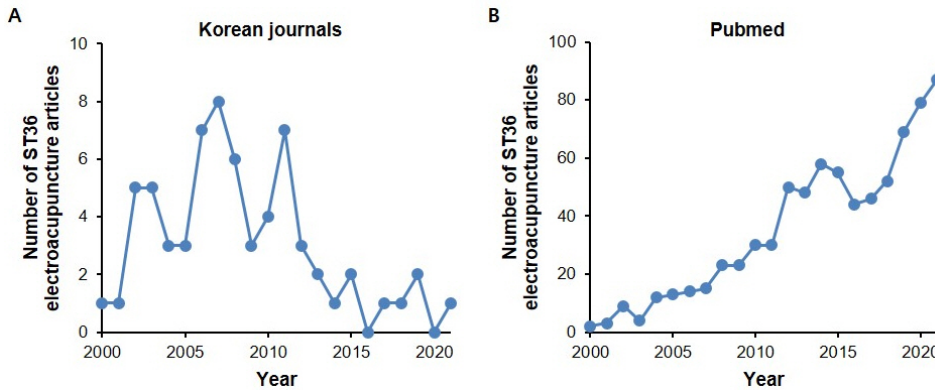 A
Korean journals
Number of ST36
electroacupuncture articles
10
8
6
4
2
0
2000 2005 2010 2015 2020
Year
B
Pubmed
Number of ST36
electroacupuncture articles
100
80
60
40
20
0
2000 2005 2010 2015 2020
Year